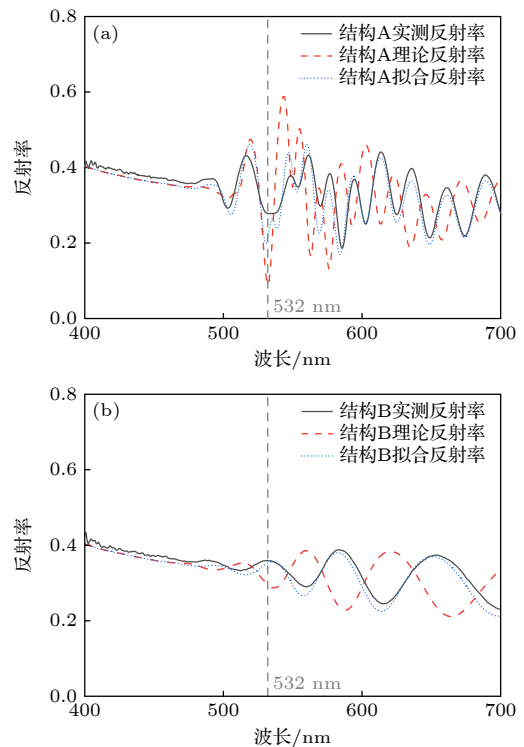 0.8
(a)
结构A实测反射率
结构A理论反射率
结构A拟合反射率
0.6
0.4
0.2
0.0
反射率
532 nm
400
500
600
700
波长/nm
0.8
(b)
结构B实测反射率
结构B理论反射率
结构B拟合反射率
0.6
0.4
0.2
0.0
反射率
532 nm
400
500
600
700
波长/nm